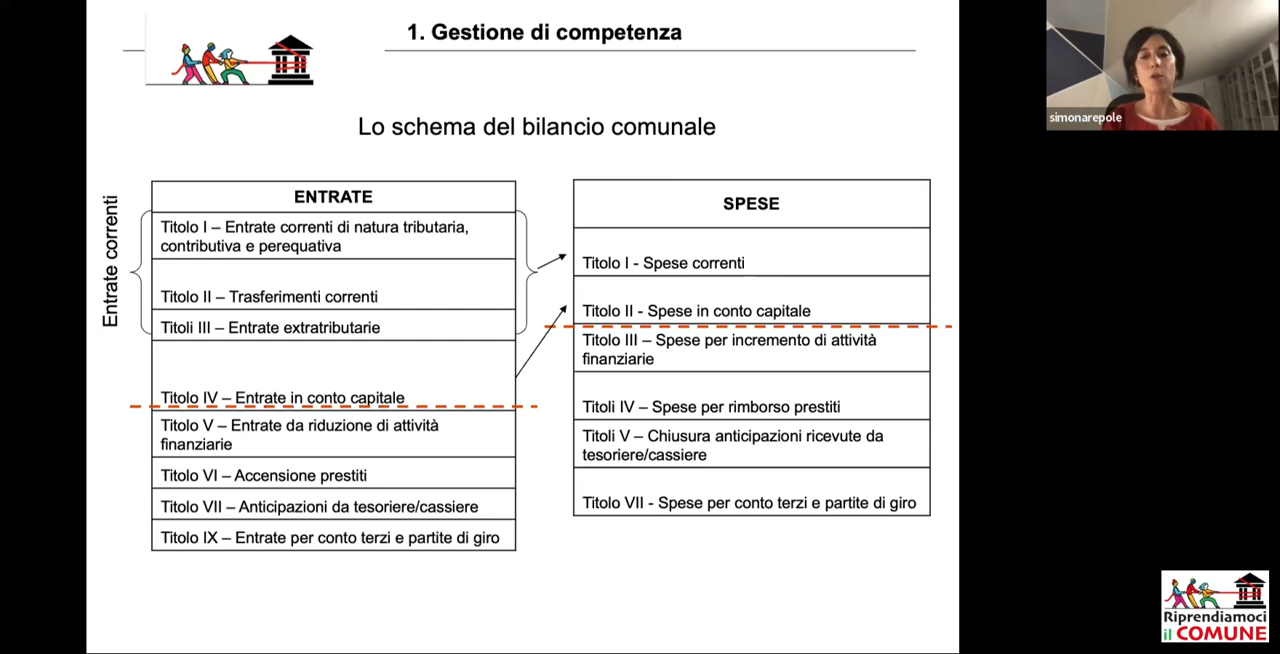 1. Gestione di competenza
simonarepole
Lo schema del bilancio comunale
Entrate correnti
ENTRATE
Titolo I – Entrate correnti di natura tributaria,
contributiva e perequativa
Titolo II – Trasferimenti correnti
Titoli III – Entrate extratributarie
Titolo IV – Entrate in conto capitale
Titolo V – Entrate da riduzione di attività
finanziarie
Titolo VI – Accensione prestiti
Titolo VII – Anticipazioni da tesoriere/cassiere
Titolo IX – Entrate per conto terzi e partite di giro
SPESE
Titolo I - Spese correnti
Titolo II - Spese in conto capitale
Titolo III – Spese per incremento di attività
finanziarie
Titoli IV – Spese per rimborso prestiti
Titoli V – Chiusura anticipazioni ricevute da
tesoriere/cassiere
Titolo VII - Spese per conto terzi e partite di giro
Riprendiamoci
il COMUNE